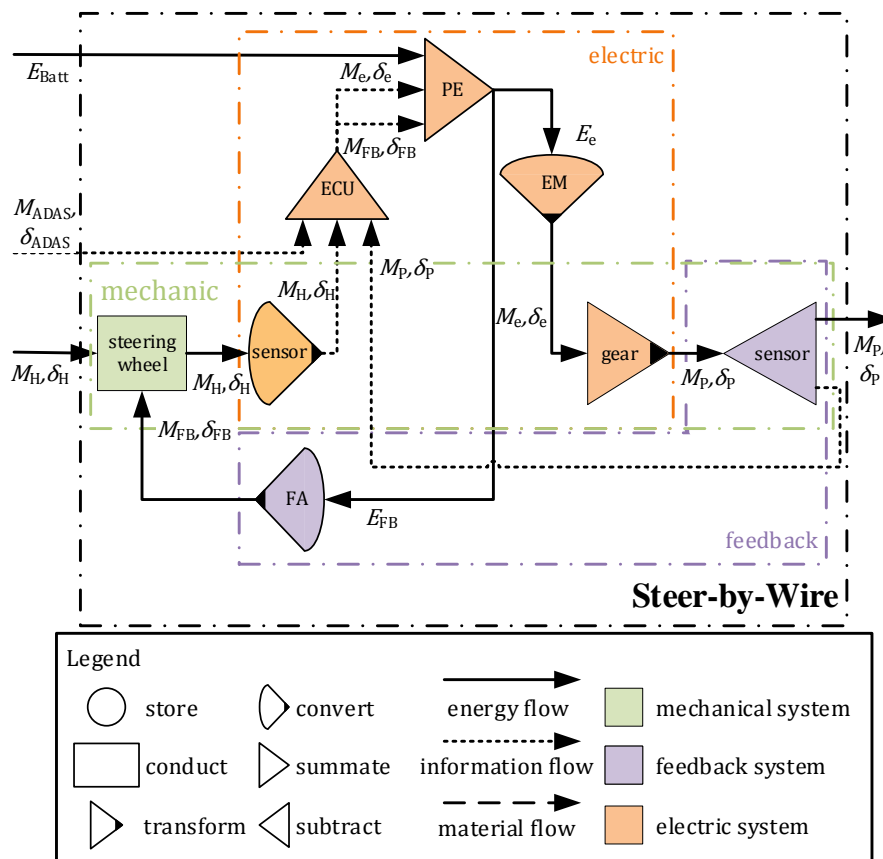 electric
E_Batt
M_e,δ_e
PE
M_FB,δ_FB
E_e
ECU
EM
M_ADAS,
δ_ADAS
M_P,δ_P
mechanic
M_H,δ_H
M_e,δ_e
steering
wheel
sensor
gear
sensor
M_H,δ_H
M_H,δ_H
M_P,δ_P
M_P,
δ_P
M_FB,δ_FB
FA
E_FB
feedback
Steer-by-Wire
Legend
store
convert
energy flow
mechanical system
conduct
summate
information flow
feedback system
transform
subtract
material flow
electric system